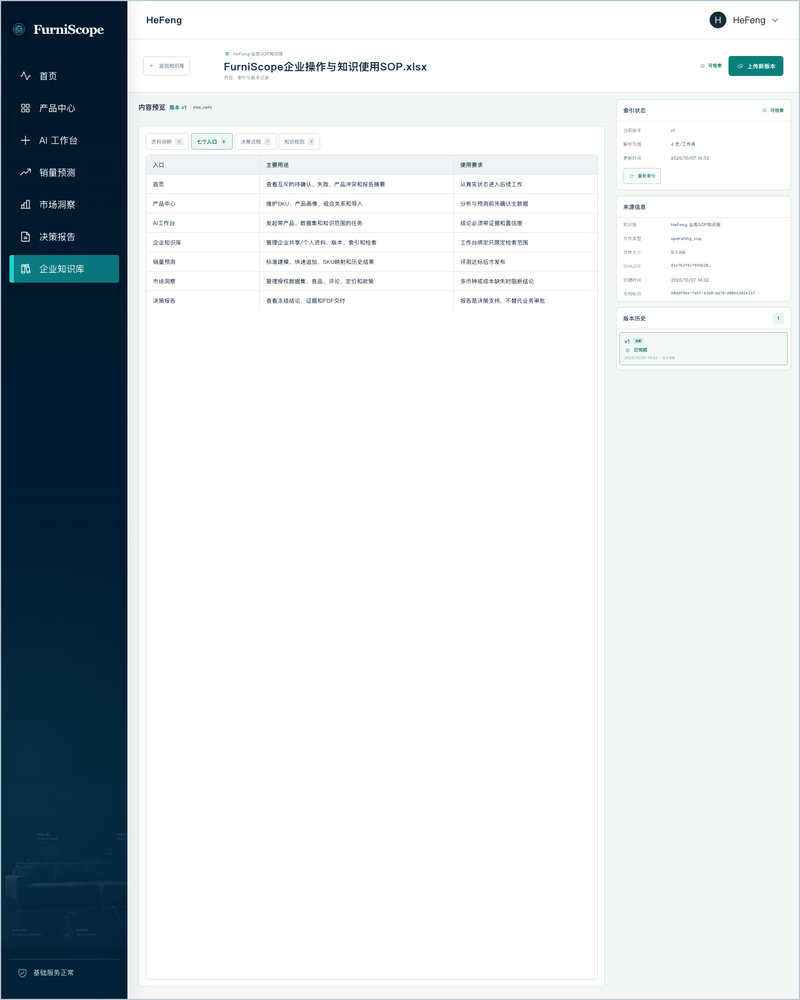 FurniScope
首页
产品中心
AI 工作台
销量预测
市场洞察
决策报告
企业知识库
基础服务正常
HeFeng
H HeFeng
返回知识库
HeFeng 业务SOP知识库
FurniScope企业操作与知识使用SOP.xlsx
内容、索引与版本记录
可检索
上传新版本
内容预览 版本 v1 xlsx_cells
资料说明 12 七个入口 8 决策流程 7 知识规则 8
入口 主要用途 使用要求
首页 查看互斥的待确认、失败、产品冲突和报告摘要 从真实状态进入后续工作
产品中心 维护SKU、产品画像、组合关系和导入 分析与预测前先确认主数据
AI工作台 发起带产品、数据集和知识范围的任务 结论必须带证据和置信度
企业知识库 管理企业共享/个人资料、版本、索引和检索 工作台绑定只限定检索范围
销量预测 标准建模、快速追加、SKU映射和历史结果 评测达标后才发布
市场洞察 管理授权数据集、竞品、评论、定价和政策 多币种或成本缺失时阻断结论
决策报告 查看冻结结论、证据和PDF交付 报告是决策支持，不替代业务审批
索引状态 可检索
当前版本 v1
解析范围 4 页/工作表
更新时间 2026/10/07 14:32
重新索引
来源信息
知识库 HeFeng 业务SOP知识库
文件类型 operating_sop
文件大小 9.3 KB
SHA256 d1e763f6cf935b20…
创建时间 2026/10/07 14:32
文档标识 50adf9ee-fe6f-43b0-aa70-e88ee3d2e137
版本历史 1
v1 当前
已完成
2026/10/07 14:32 · 9.3 KB